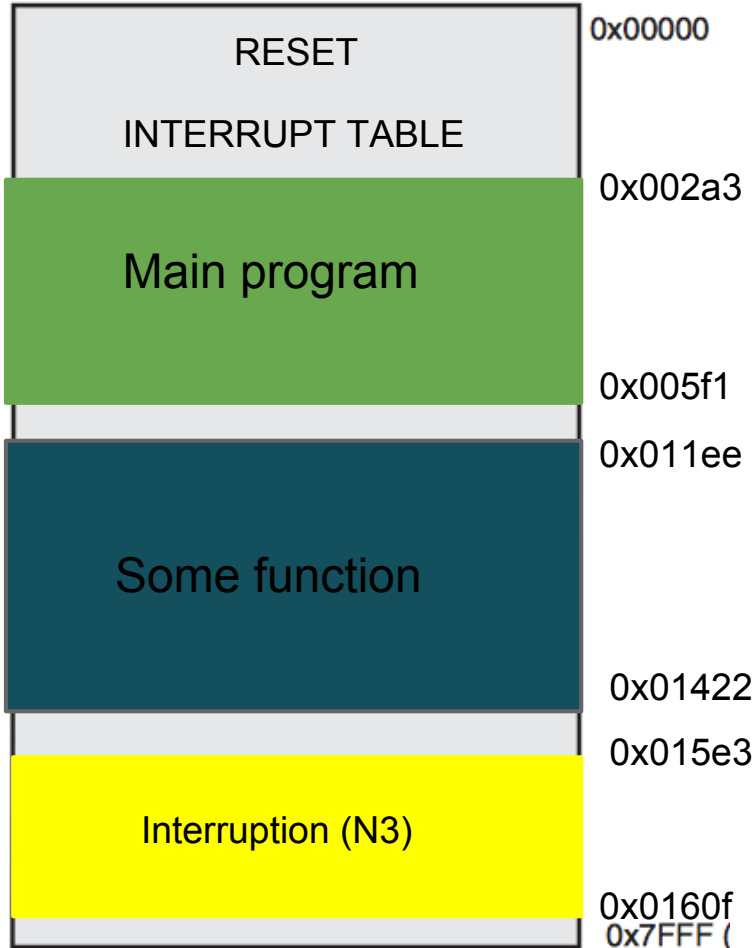 0x00000
RESET
INTERRUPT TABLE
0x002a3
Main program
0x005f1
0x011ee
Some function
0x01422
0x015e3
Interruption (N3)
0x0160f
0x7FFF (